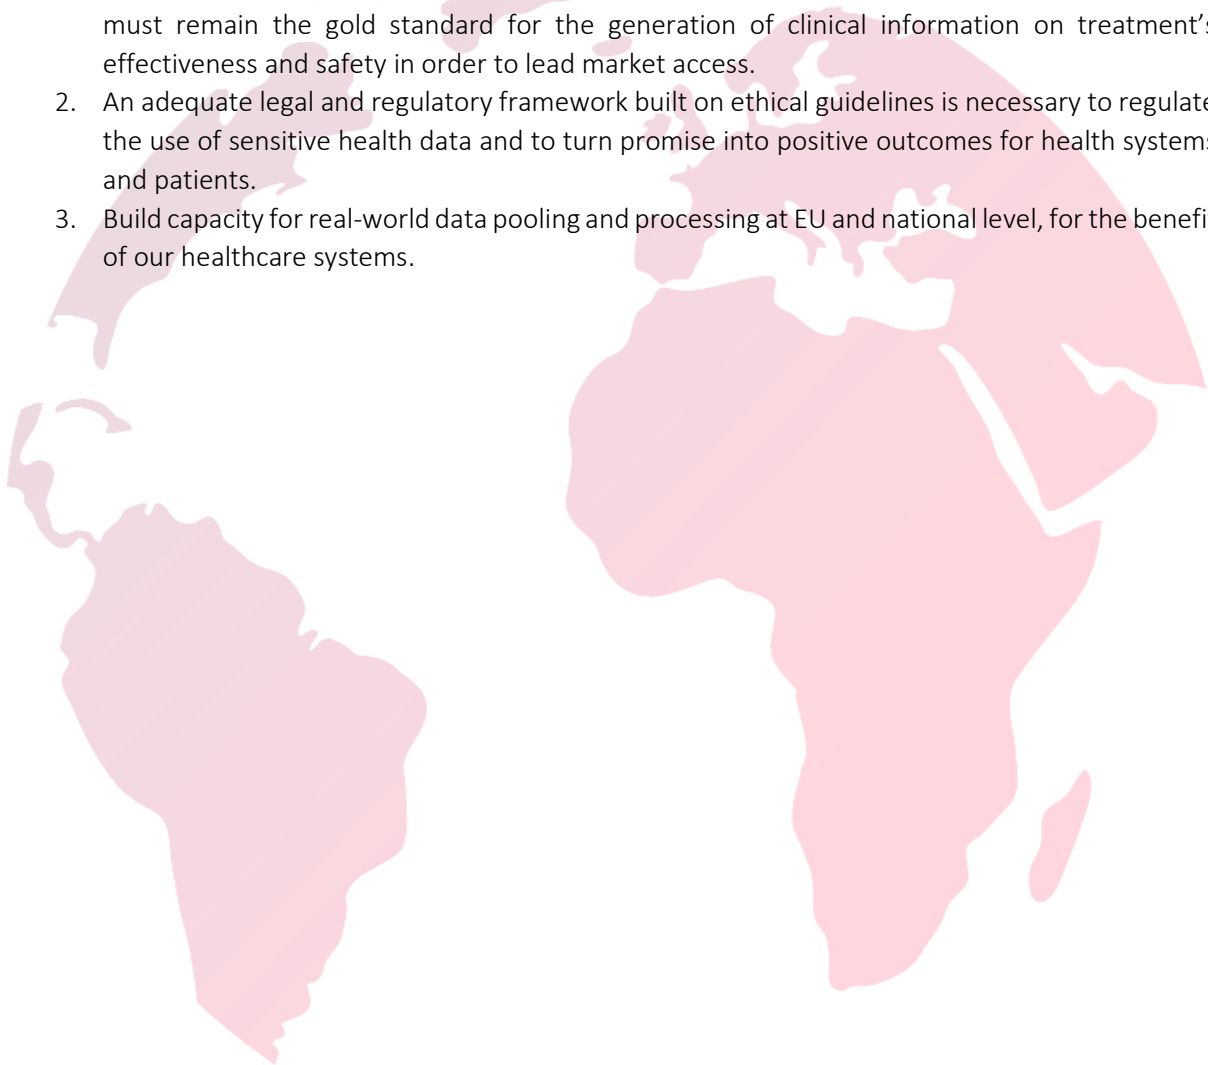 must remain the gold standard for the generation of clinical information on treatment's
effectiveness and safety in order to lead market access.
2. An adequate legal and regulatory framework built on ethical guidelines is necessary to regulate
the use of sensitive health data and to turn promise into positive outcomes for health systems
and patients.
3. Build capacity for real-world data pooling and processing at EU and national level, for the benefit
of our healthcare systems.